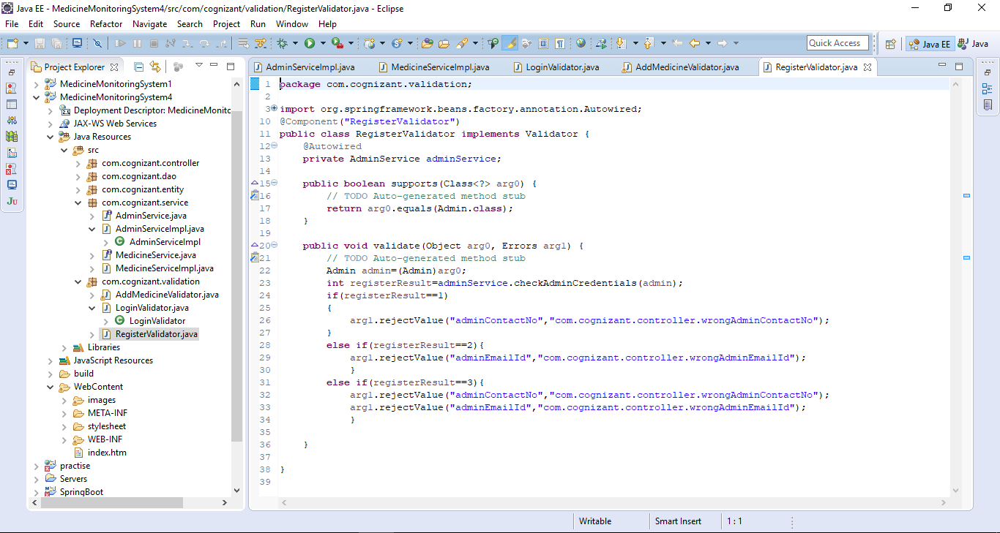 Java EE - MedicineMonitoringSystem4/src/com/cognizant/validation/RegisterValidator.java - Eclipse
File Edit Source Refactor Navigate Search Project Run Window Help
Quick Access
Java EE
Java
Project Explorer
MedicineMonitoringSystem1
MedicineMonitoringSystem4
Deployment Descriptor: MedicineMonitc
JAX-WS Web Services
Java Resources
src
com.cognizant.controller
com.cognizant.dao
com.cognizant.entity
com.cognizant.service
AdminService.java
AdminServiceImpl.java
AdminServiceImpl
MedicineService.java
MedicineServiceImpl.java
com.cognizant.validation
AddMedicineValidator.java
LoginValidator.java
LoginValidator
RegisterValidator.java
Libraries
JavaScript Resources
build
WebContent
images
META-INF
stylesheet
WEB-INF
index.htm
practise
Servers
SpringBoot
AdminServiceImpl.java MedicineServiceImpl.java LoginValidator.java AddMedicineValidator.java RegisterValidator.java
1 package com.cognizant.validation;
2
3 import org.springframework.beans.factory.annotation.Autowired;
10 @Component("RegisterValidator")
11 public class RegisterValidator implements Validator {
12 @Autowired
13 private AdminService adminService;
14
15 public boolean supports(Class<?> arg0) {
16 // TODO Auto-generated method stub
17 return arg0.equals(Admin.class);
18 }
19
20 public void validate(Object arg0, Errors arg1) {
21 // TODO Auto-generated method stub
22 Admin admin=(Admin)arg0;
23 int registerResult=adminService.checkAdminCredentials(admin);
24 if(registerResult==1)
25 {
26 arg1.rejectValue("adminContactNo","com.cognizant.controller.wrongAdminContactNo");
27 }
28 else if(registerResult==2){
29 arg1.rejectValue("adminEmailId","com.cognizant.controller.wrongAdminEmailId");
30 }
31 else if(registerResult==3){
32 arg1.rejectValue("adminContactNo","com.cognizant.controller.wrongAdminContactNo");
33 arg1.rejectValue("adminEmailId","com.cognizant.controller.wrongAdminEmailId");
34 }
35
36 }
37
38 }
39
Writable Smart Insert 1 : 1